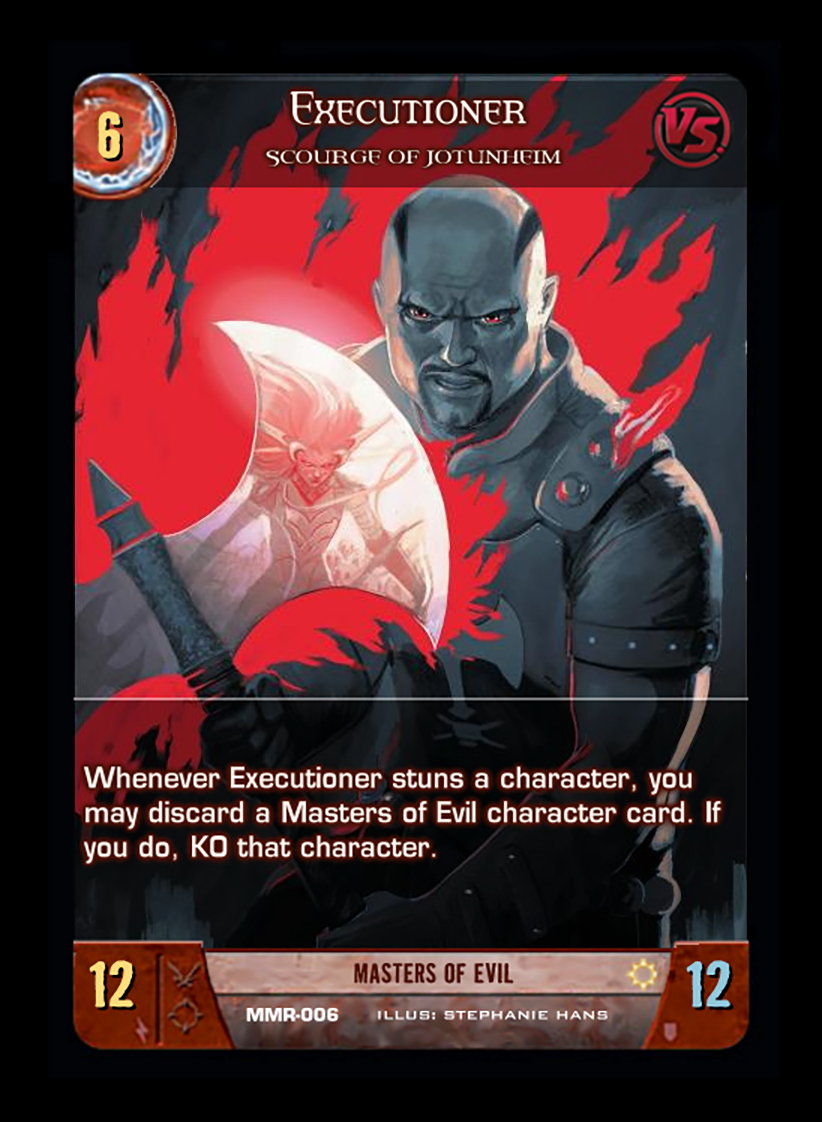 6
EXECUTIONER
VS.
SCOURGE OF JOTUNHEIM
Whenever Executioner stuns a character, you
may discard a Masters of Evil character card. If
you do, KO that character.
12
MASTERS OF EVIL
12
MMR-006 ILLUS: STEPHANIE HANS